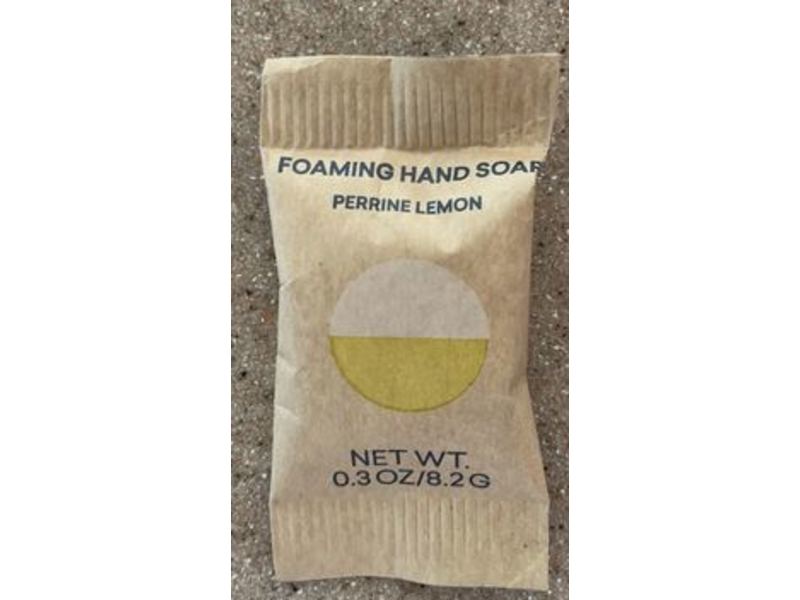 FOAMING HAND SOAP
PERRINE LEMON
NET WT.
0.3 OZ/8.2 G